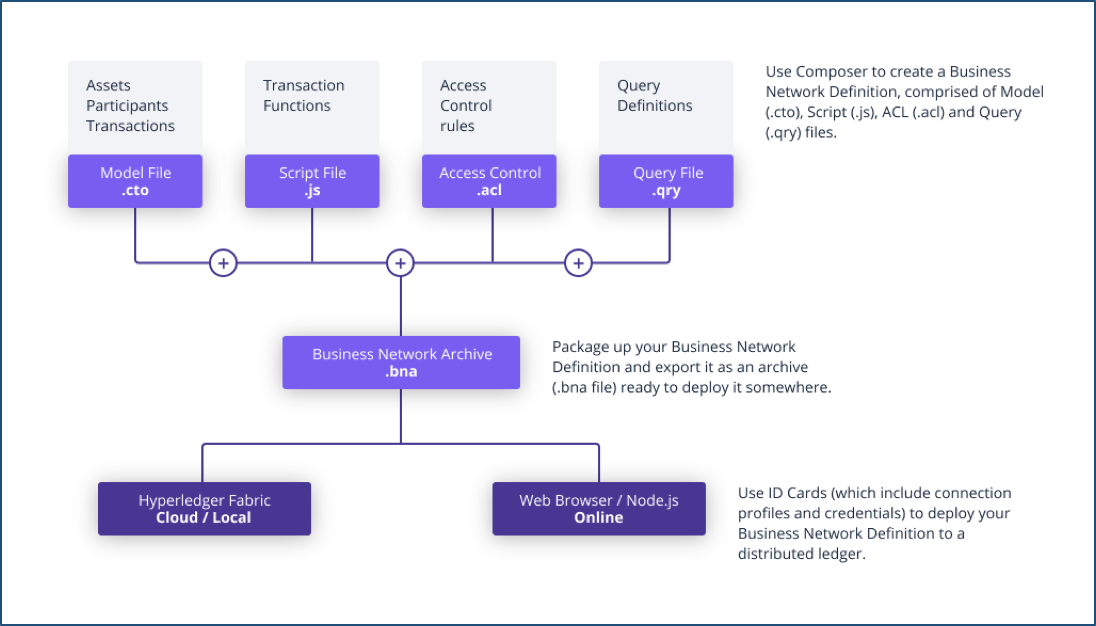 Assets
Participants
Transactions
Model File
.cto
Transaction
Functions
Script File
.js
Access
Control
rules
Access Control
.acl
Query
Definitions
Query File
.qry
Use Composer to create a Business
Network Definition, comprised of Model
(.cto), Script (.js), ACL (.acl) and Query
(.qry) files.
+
+
+
Business Network Archive
.bna
Package up your Business Network
Definition and export it as an archive
(.bna file) ready to deploy it somewhere.
Hyperledger Fabric
Cloud / Local
Web Browser / Node.js
Online
Use ID Cards (which include connection
profiles and credentials) to deploy your
Business Network Definition to a
distributed ledger.